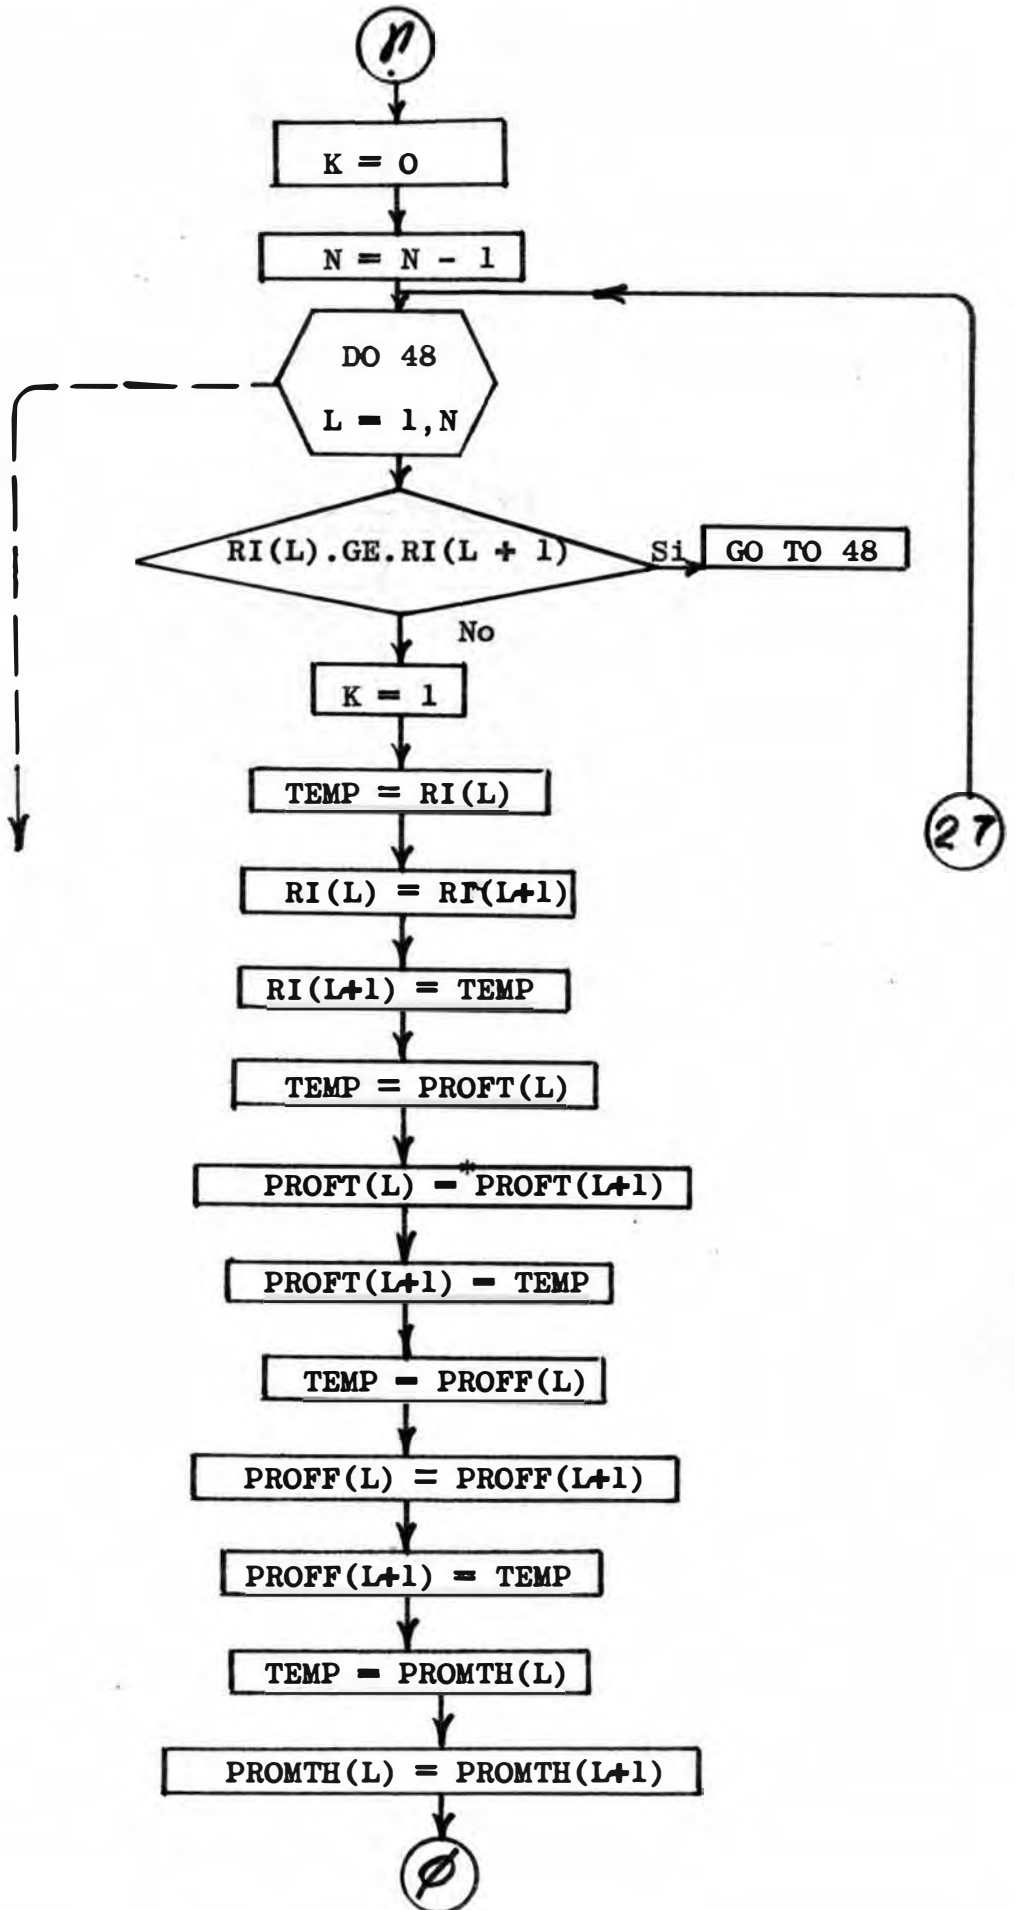 K = 0
N = N - 1
DO 48
L = 1,N
RI(L).GE.RI(L + 1)
Si
GO TO 48
No
K = 1
TEMP = RI(L)
27
RI(L) = RI(L+1)
RI(L+1) = TEMP
TEMP = PROFT(L)
PROFT(L) = PROFT(L+1)
PROFT(L+1) = TEMP
TEMP = PROFF(L)
PROFF(L) = PROFF(L+1)
PROFF(L+1) = TEMP
TEMP = PROMTH(L)
PROMTH(L) = PROMTH(L+1)
Ø